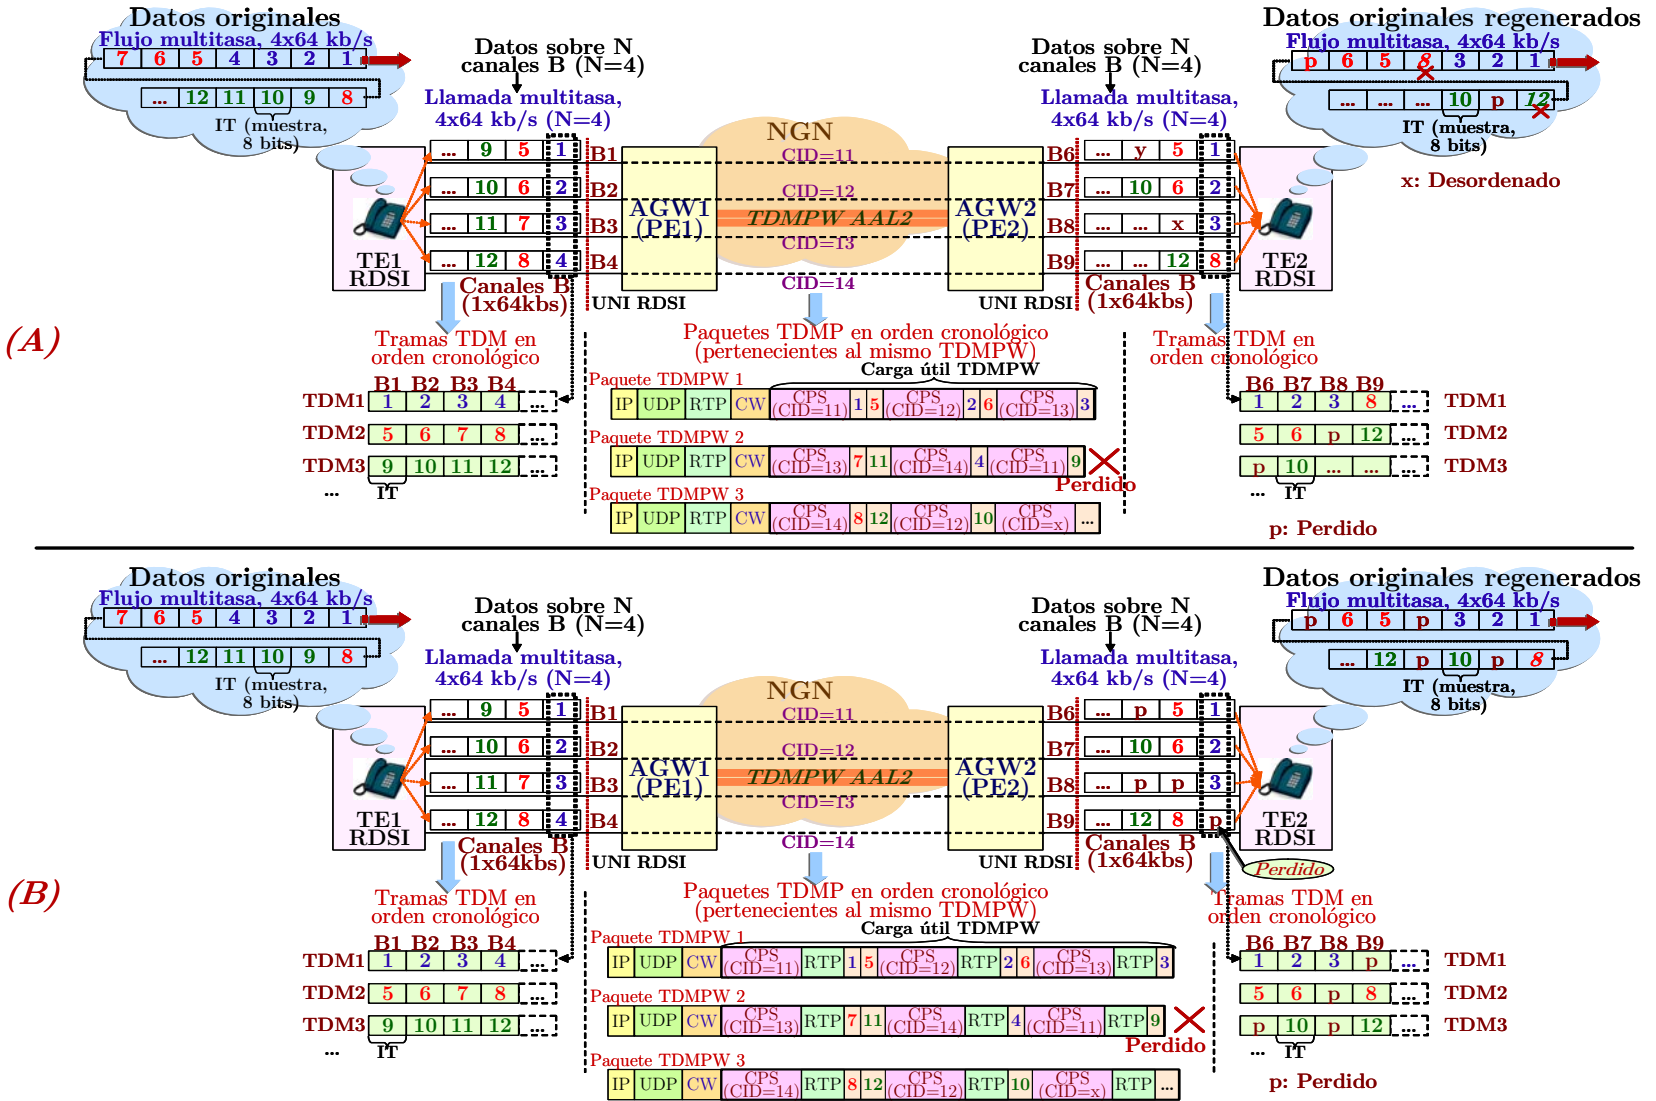 Datos originales
Flujo multitasa, 4x64 kb/s
7 6 5 4 3 2 1
... 12 11 10 9 8
IT (muestra,
8 bits)
Datos sobre N
canales B (N=4)
Llamada multitasa,
4x64 kb/s (N=4)
... 9 5 1 B1
... 10 6 2 B2
... 11 7 3 B3
... 12 8 4 B4
TE1
RDSI
Canales B
(1x64kbs)
UNI RDSI
AGW1
(PE1)
NGN
CID=11
CID=12
TDMPW AAL2
CID=13
CID=14
AGW2
(PE2)
UNI RDSI
Datos sobre N
canales B (N=4)
Llamada multitasa,
4x64 kb/s (N=4)
B6 ... y 5 1
B7 ... 10 6 2
B8 ... ... x 3
B9 ... ... 12 8
Canales B
(1x64kbs)
TE2
RDSI
Datos originales regenerados
Flujo multitasa, 4x64 kb/s
p 6 5 8 3 2 1
... ... ... 10 p 12
IT (muestra,
8 bits)
x: Desordenado
(A)
Tramas TDM en
orden cronológico
B1 B2 B3 B4
TDM1 1 2 3 4 ...
TDM2 5 6 7 8 ...
TDM3 9 10 11 12 ...
... IT
Paquetes TDMP en orden cronológico
(pertenecientes al mismo TDMPW)
Carga útil TDMPW
Paquete TDMPW 1
IP UDP RTP CW CPS (CID=11) 1 5 CPS (CID=12) 2 6 CPS (CID=13) 3
Paquete TDMPW 2
IP UDP RTP CW CPS (CID=13) 7 11 CPS (CID=14) 4 CPS (CID=11) 9
Perdido
Paquete TDMPW 3
IP UDP RTP CW CPS (CID=14) 8 12 CPS (CID=12) 10 CPS (CID=x) ...
Tramas TDM en
orden cronológico
B6 B7 B8 B9
1 2 3 8 ... TDM1
5 6 p 12 ... TDM2
p 10 ... ... ... TDM3
... IT
p: Perdido
Datos originales
Flujo multitasa, 4x64 kb/s
7 6 5 4 3 2 1
... 12 11 10 9 8
IT (muestra,
8 bits)
Datos sobre N
canales B (N=4)
Llamada multitasa,
4x64 kb/s (N=4)
... 9 5 1 B1
... 10 6 2 B2
... 11 7 3 B3
... 12 8 4 B4
TE1
RDSI
Canales B
(1x64kbs)
UNI RDSI
AGW1
(PE1)
NGN
CID=11
CID=12
TDMPW AAL2
CID=13
CID=14
AGW2
(PE2)
UNI RDSI
Datos sobre N
canales B (N=4)
Llamada multitasa,
4x64 kb/s (N=4)
B6 ... p 5 1
B7 ... 10 6 2
B8 ... p p 3
B9 ... 12 8 p
Canales B
(1x64kbs)
TE2
RDSI
Perdido
Datos originales regenerados
Flujo multitasa, 4x64 kb/s
p 6 5 p 3 2 1
... 12 p 10 p 8
IT (muestra,
8 bits)
(B)
Tramas TDM en
orden cronológico
B1 B2 B3 B4
TDM1 1 2 3 4 ...
TDM2 5 6 7 8 ...
TDM3 9 10 11 12 ...
... IT
Paquetes TDMP en orden cronológico
(pertenecientes al mismo TDMPW)
Carga útil TDMPW
Paquete TDMPW 1
IP UDP CW CPS (CID=11) RTP 1 5 CPS (CID=12) RTP 2 6 CPS (CID=13) RTP 3
Paquete TDMPW 2
IP UDP CW CPS (CID=13) RTP 7 11 CPS (CID=14) RTP 4 CPS (CID=11) RTP 9
Perdido
Paquete TDMPW 3
IP UDP CW CPS (CID=14) RTP 8 12 CPS (CID=12) RTP 10 CPS (CID=x) RTP ...
Tramas TDM en
orden cronológico
B6 B7 B8 B9
1 2 3 p ... TDM1
5 6 p 8 ... TDM2
p 10 p 12 ... TDM3
... IT
p: Perdido